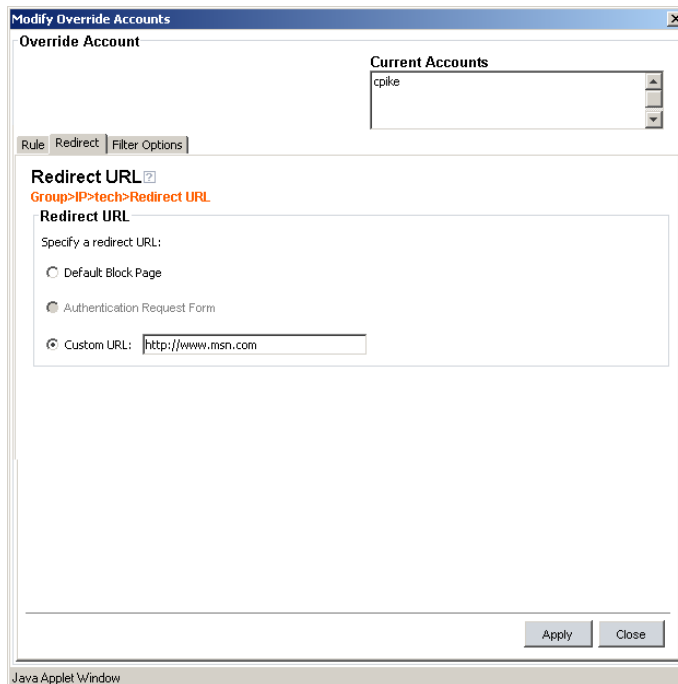 Modify Override Accounts
Override Account
Current Accounts
cpike
Rule Redirect Filter Options
Redirect URL ?
Group>IP>tech>Redirect URL
Redirect URL
Specify a redirect URL:
Default Block Page
Authentication Request Form
Custom URL: http://www.msn.com
Apply Close
Java Applet Window